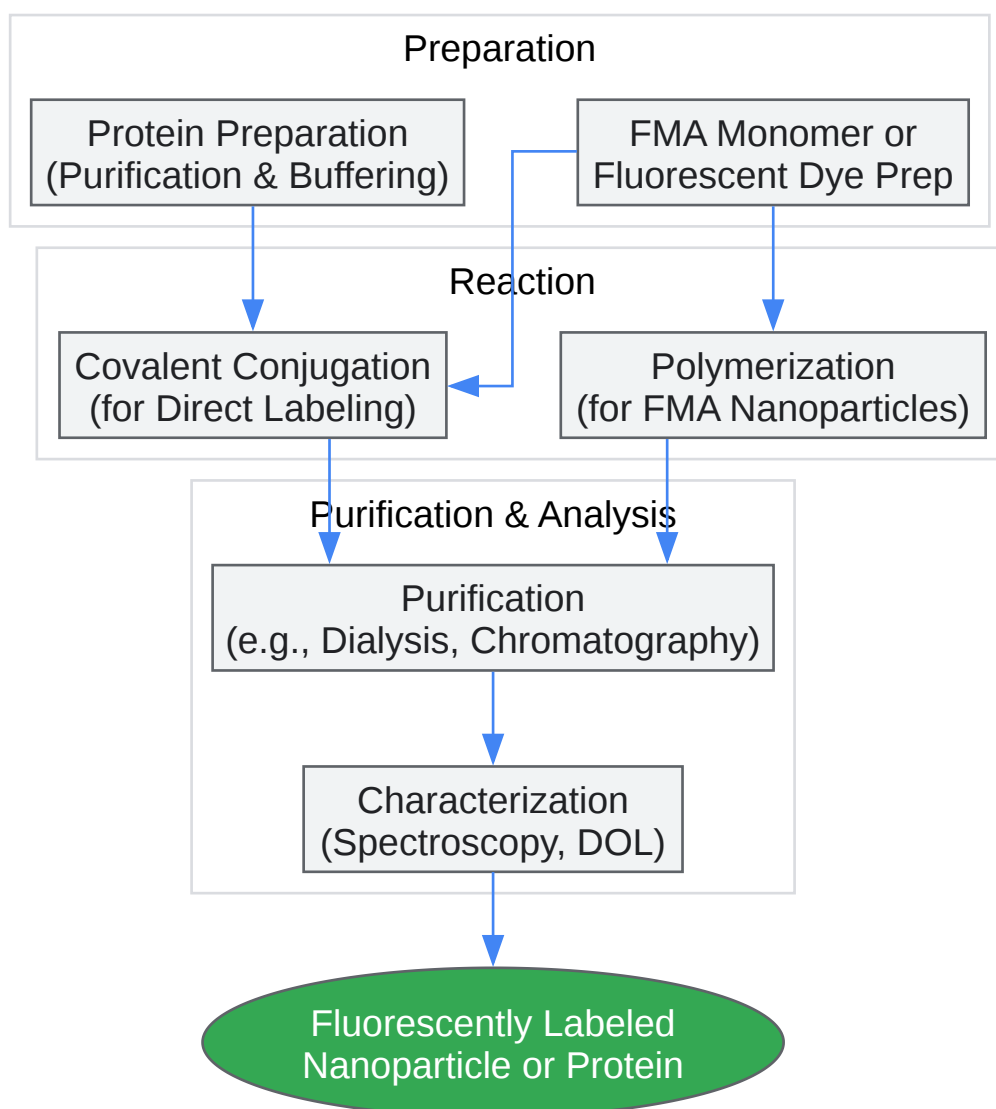 Preparation
Protein Preparation
(Purification & Buffering)
FMA Monomer or
Fluorescent Dye Prep
Reaction
Covalent Conjugation
(for Direct Labeling)
Polymerization
(for FMA Nanoparticles)
Purification & Analysis
Purification
(e.g., Dialysis, Chromatography)
Characterization
(Spectroscopy, DOL)
Fluorescently Labeled
Nanoparticle or Protein